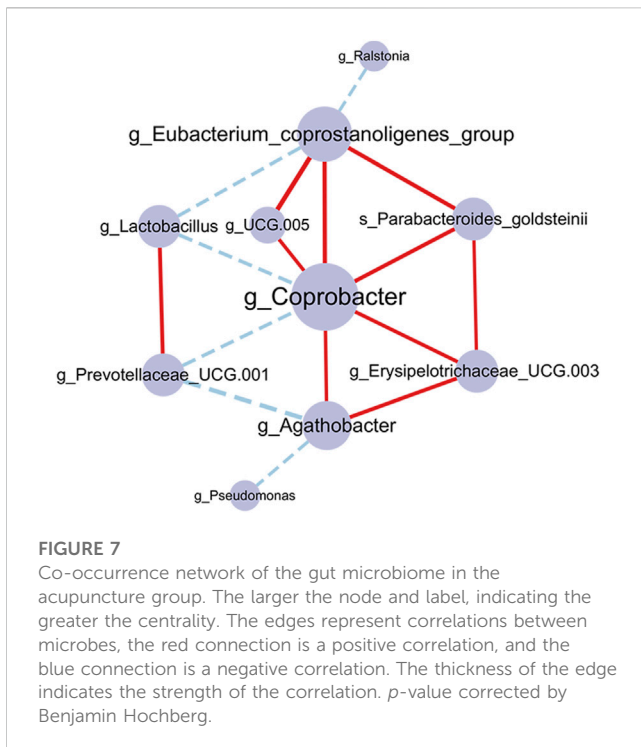 g_Ralstonia
g_Eubacterium_coprostanoligenes_group
g_Lactobacillus
g_UCG.005
s_Parabacteroides_goldsteinii
g_Coprobacter
g_Prevotellaceae_UCG.001
g_Erysipelotrichaceae_UCG.003
g_Agathobacter
g_Pseudomonas
FIGURE 7
Co-occurrence network of the gut microbiome in the
acupuncture group. The larger the node and label, indicating the
greater the centrality. The edges represent correlations between
microbes, the red connection is a positive correlation, and the
blue connection is a negative correlation. The thickness of the edge
indicates the strength of the correlation. p-value corrected by
Benjamin Hochberg.